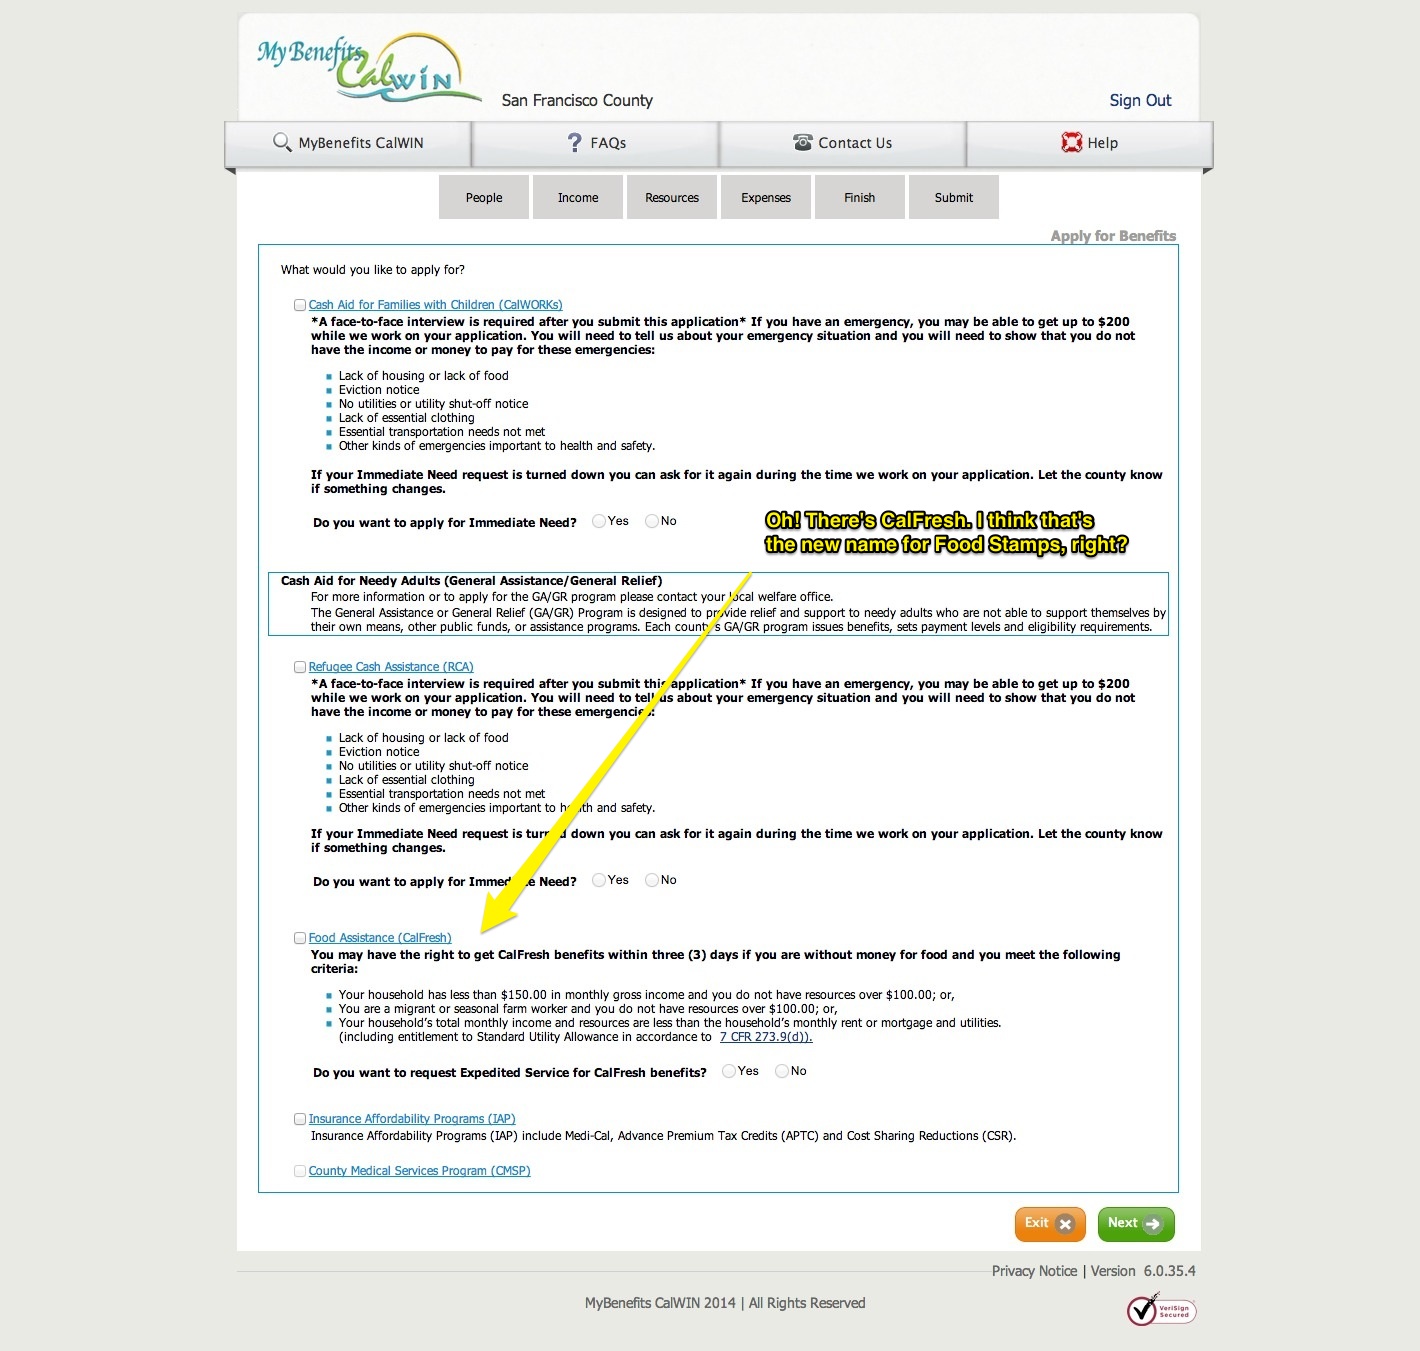 My Benefits
CalWIN
San Francisco County
Sign Out
MyBenefits CalWIN
? FAQs
Contact Us
Help
People
Income
Resources
Expenses
Finish
Submit
Apply for Benefits
What would you like to apply for?
Cash Aid for Families with Children (CalWORKs)
*A face-to-face interview is required after you submit this application* If you have an emergency, you may be able to get up to $200
while we work on your application. You will need to tell us about your emergency situation and you will need to show that you do not
have the income or money to pay for these emergencies:
Lack of housing or lack of food
Eviction notice
No utilities or utility shut-off notice
Lack of essential clothing
Essential transportation needs not met
Other kinds of emergencies important to health and safety.
If your Immediate Need request is turned down you can ask for it again during the time we work on your application. Let the county know
if something changes.
Do you want to apply for Immediate Need? Yes No
Oh! There's CalFresh. I think that's
the new name for Food Stamps, right?
Cash Aid for Needy Adults (General Assistance/General Relief)
For more information or to apply for the GA/GR program please contact your local welfare office.
The General Assistance or General Relief (GA/GR) Program is designed to provide relief and support to needy adults who are not able to support themselves by
their own means, other public funds, or assistance programs. Each county's GA/GR program issues benefits, sets payment levels and eligibility requirements.
Refugee Cash Assistance (RCA)
*A face-to-face interview is required after you submit this application* If you have an emergency, you may be able to get up to $200
while we work on your application. You will need to tell us about your emergency situation and you will need to show that you do not
have the income or money to pay for these emergencies:
Lack of housing or lack of food
Eviction notice
No utilities or utility shut-off notice
Lack of essential clothing
Essential transportation needs not met
Other kinds of emergencies important to health and safety.
If your Immediate Need request is turned down you can ask for it again during the time we work on your application. Let the county know
if something changes.
Do you want to apply for Immediate Need? Yes No
Food Assistance (CalFresh)
You may have the right to get CalFresh benefits within three (3) days if you are without money for food and you meet the following
criteria:
Your household has less than $150.00 in monthly gross income and you do not have resources over $100.00; or,
You are a migrant or seasonal farm worker and you do not have resources over $100.00; or,
Your household's total monthly income and resources are less than the household's monthly rent or mortgage and utilities.
(including entitlement to Standard Utility Allowance in accordance to 7 CFR 273.9(d)).
Do you want to request Expedited Service for CalFresh benefits? Yes No
Insurance Affordability Programs (IAP)
Insurance Affordability Programs (IAP) include Medi-Cal, Advance Premium Tax Credits (APTC) and Cost Sharing Reductions (CSR).
County Medical Services Program (CMSP)
Exit
Next
Privacy Notice | Version 6.0.35.4
MyBenefits CalWIN 2014 | All Rights Reserved
VeriSign
Secured